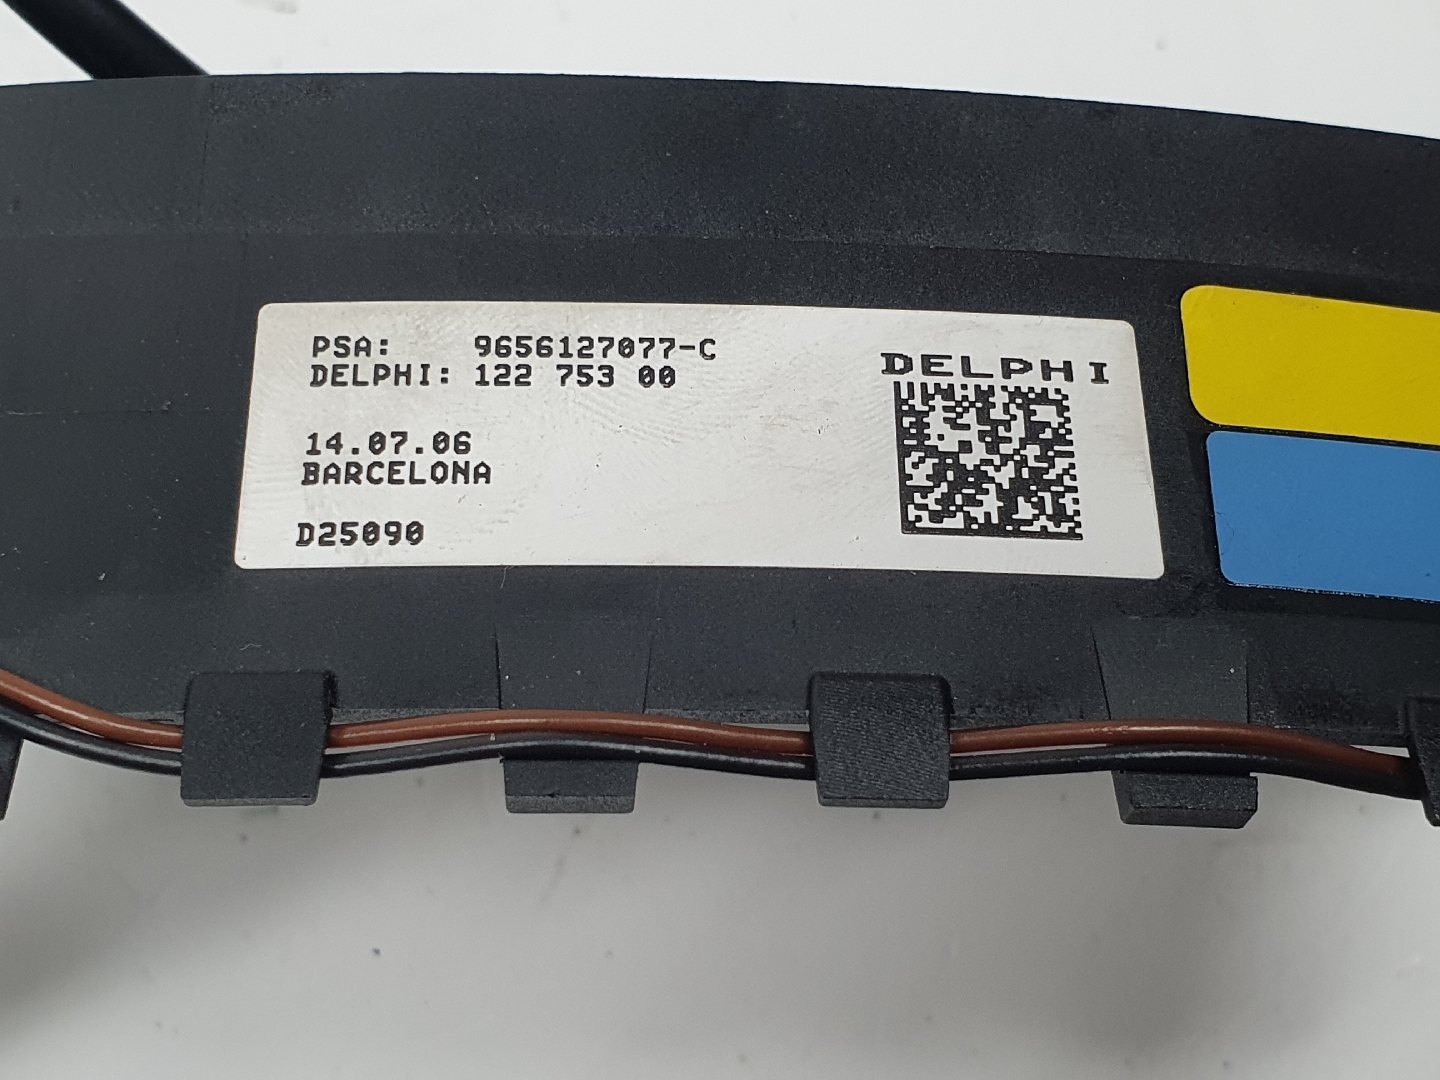 PSA: 9656127077-C
DELPHI: 122 753 00
DELPHI
14.07.06
BARCELONA
D25090